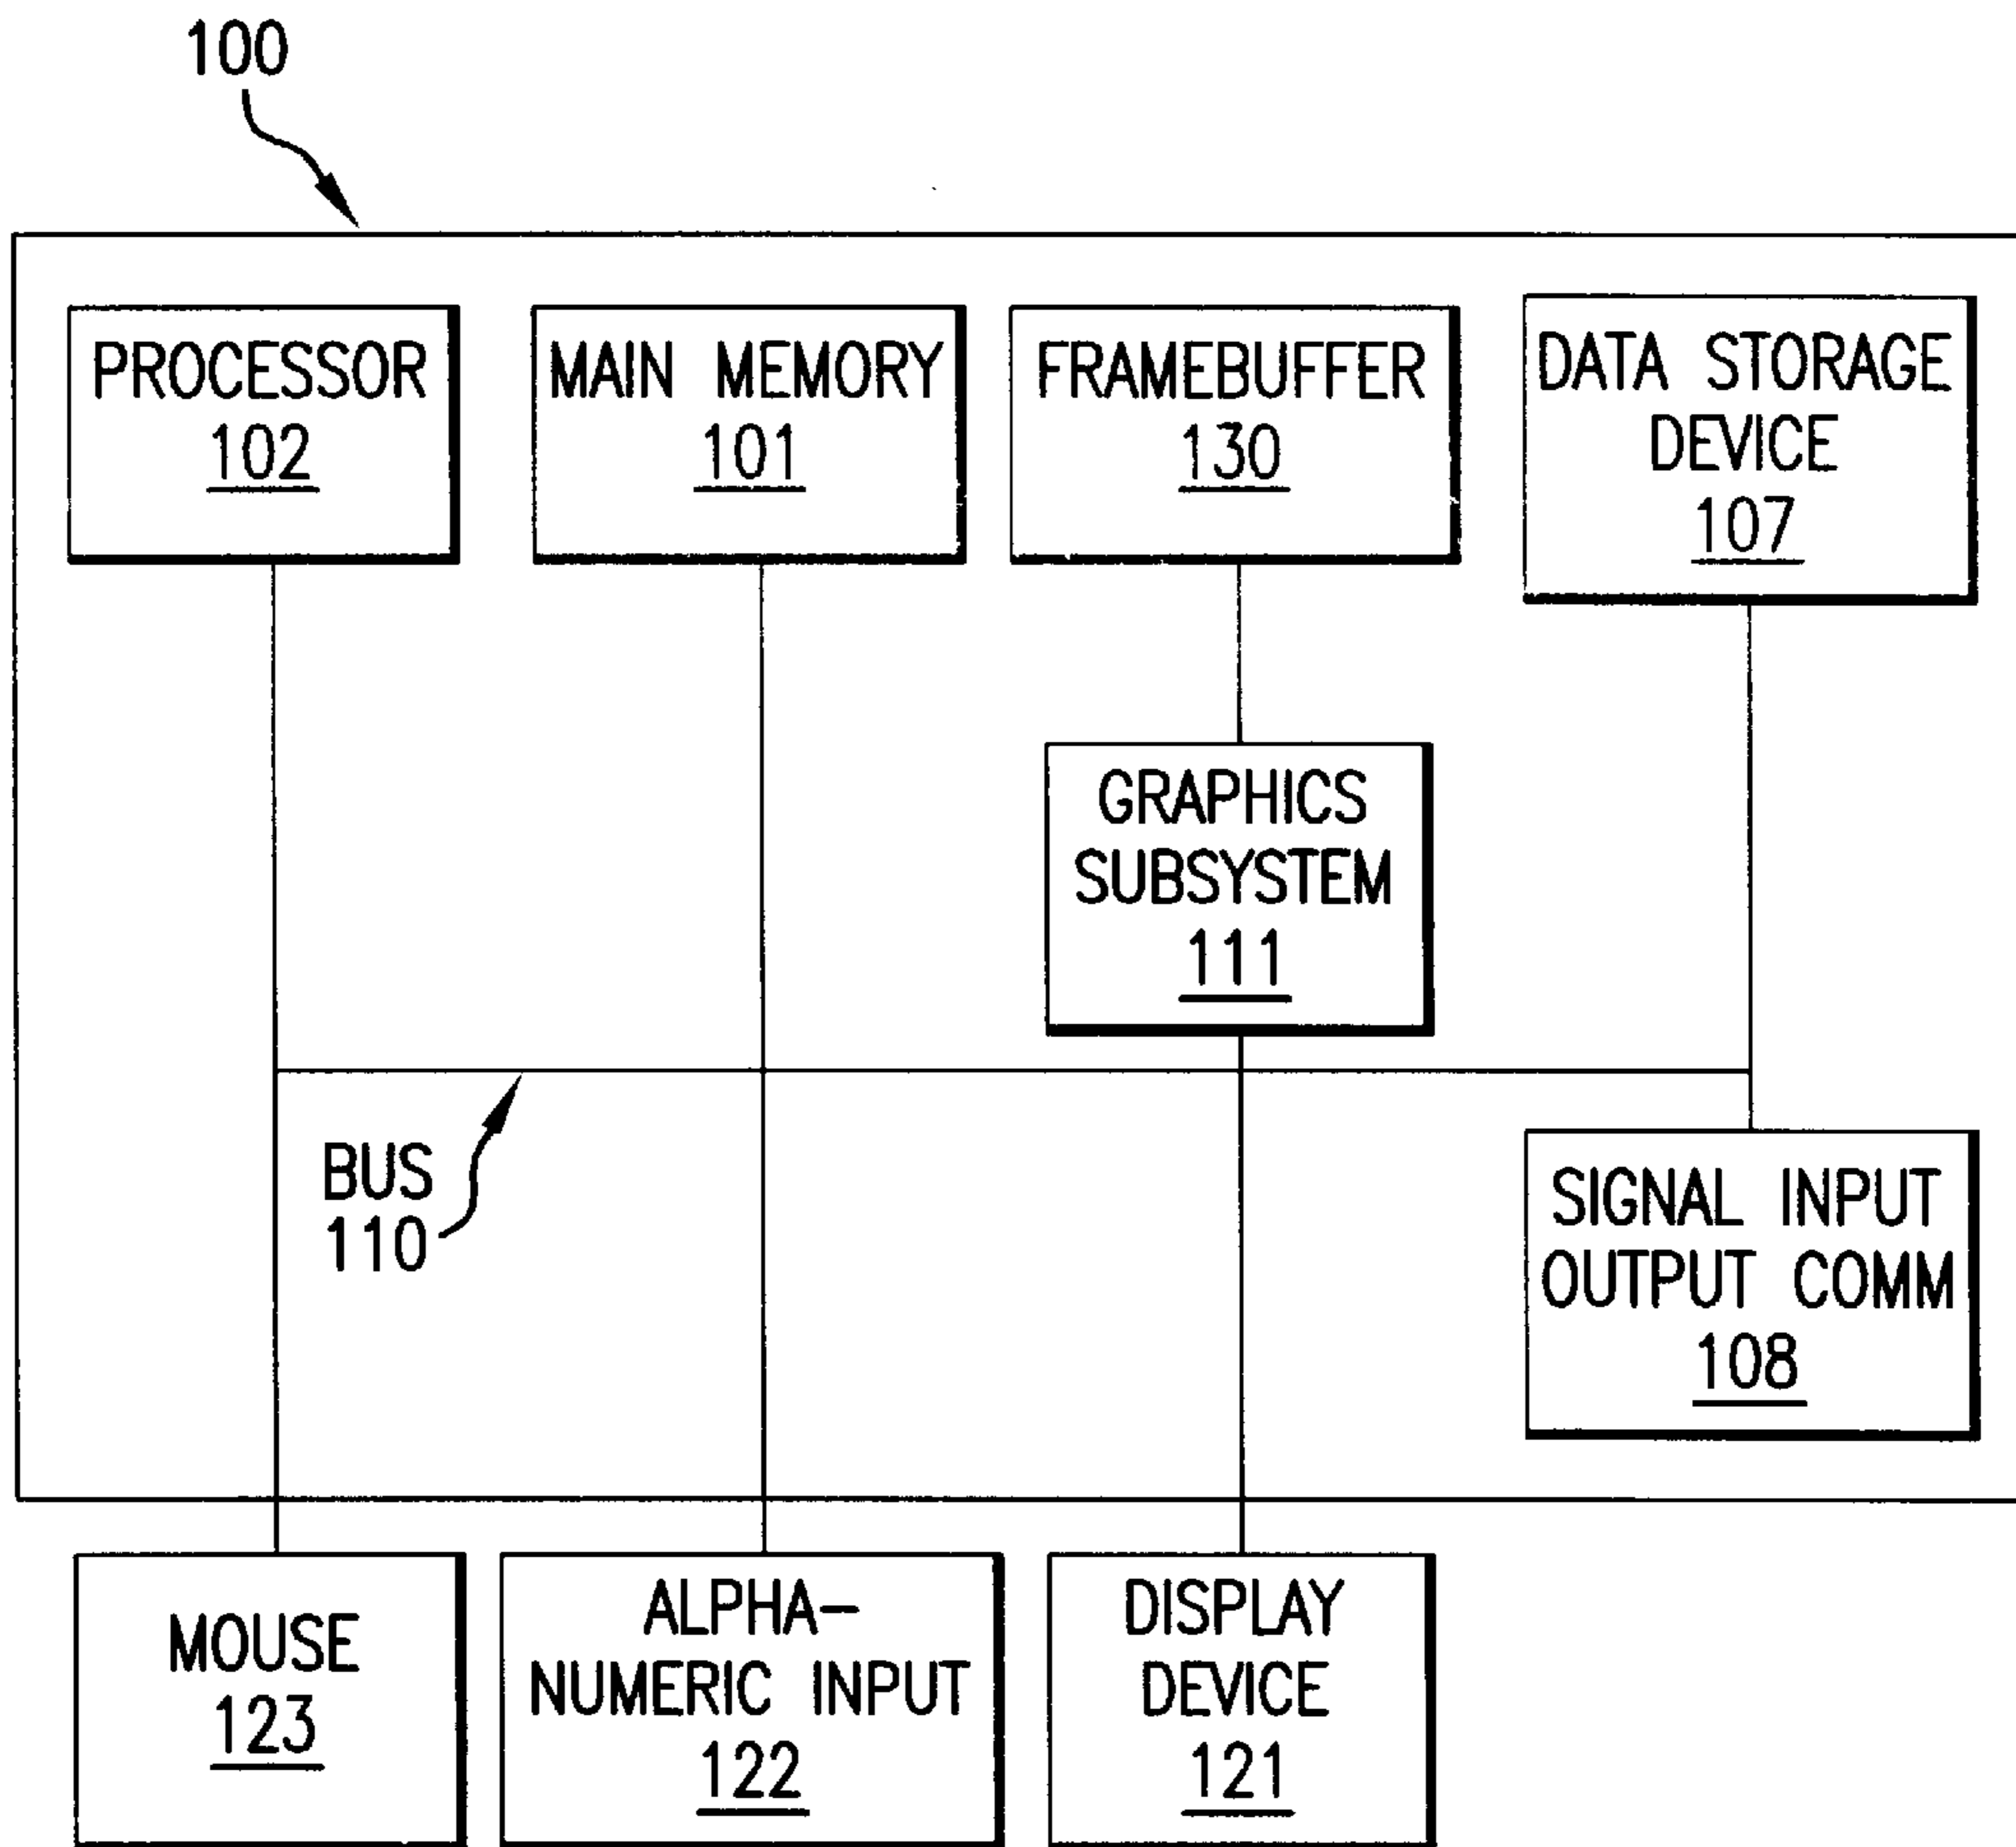 100
PROCESSOR
102
MAIN MEMORY
101
FRAMEBUFFER
130
DATA STORAGE
DEVICE
107
GRAPHICS
SUBSYSTEM
111
BUS
110
SIGNAL INPUT
OUTPUT COMM
108
MOUSE
123
ALPHA-
NUMERIC INPUT
122
DISPLAY
DEVICE
121